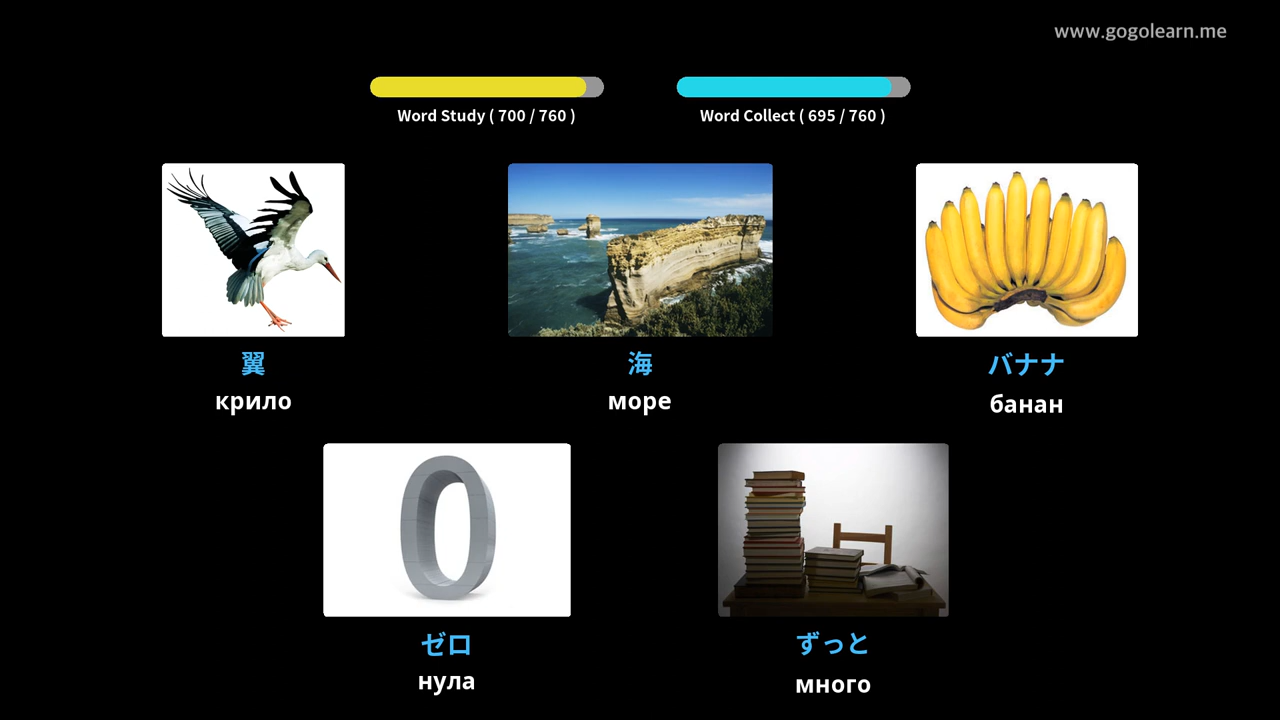 www.gogolearn.me
Word Study ( 700 / 760 )
Word Collect ( 695 / 760 )
翼
крило
海
море
バナナ
банан
ゼロ
нула
ずっと
много